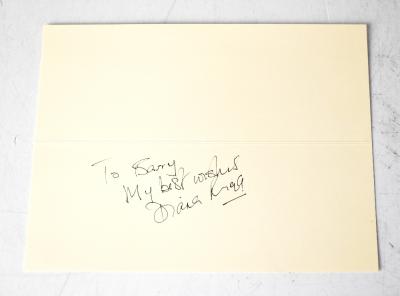 To Barry
My best wishes
Diana Rigg